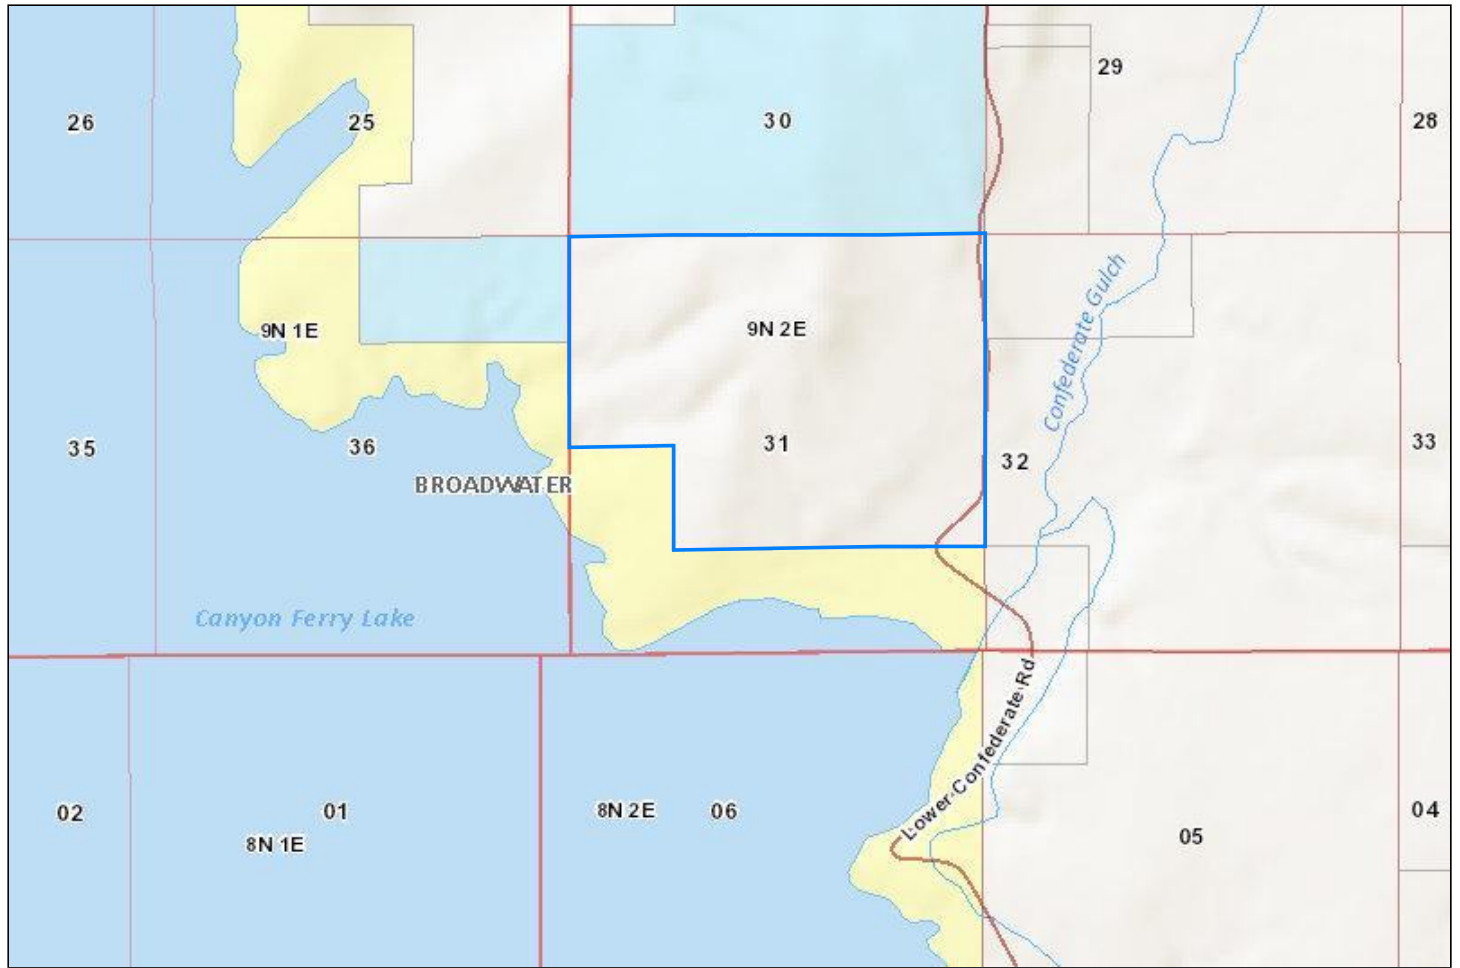 29
26
25
30
28
9N 1E
9N 2E
Confederate Gulch
35
36
31
32
33
BROADWATER
Canyon Ferry Lake
Lower Confederate Rd
02
01
8N 2E
06
04
8N 1E
05